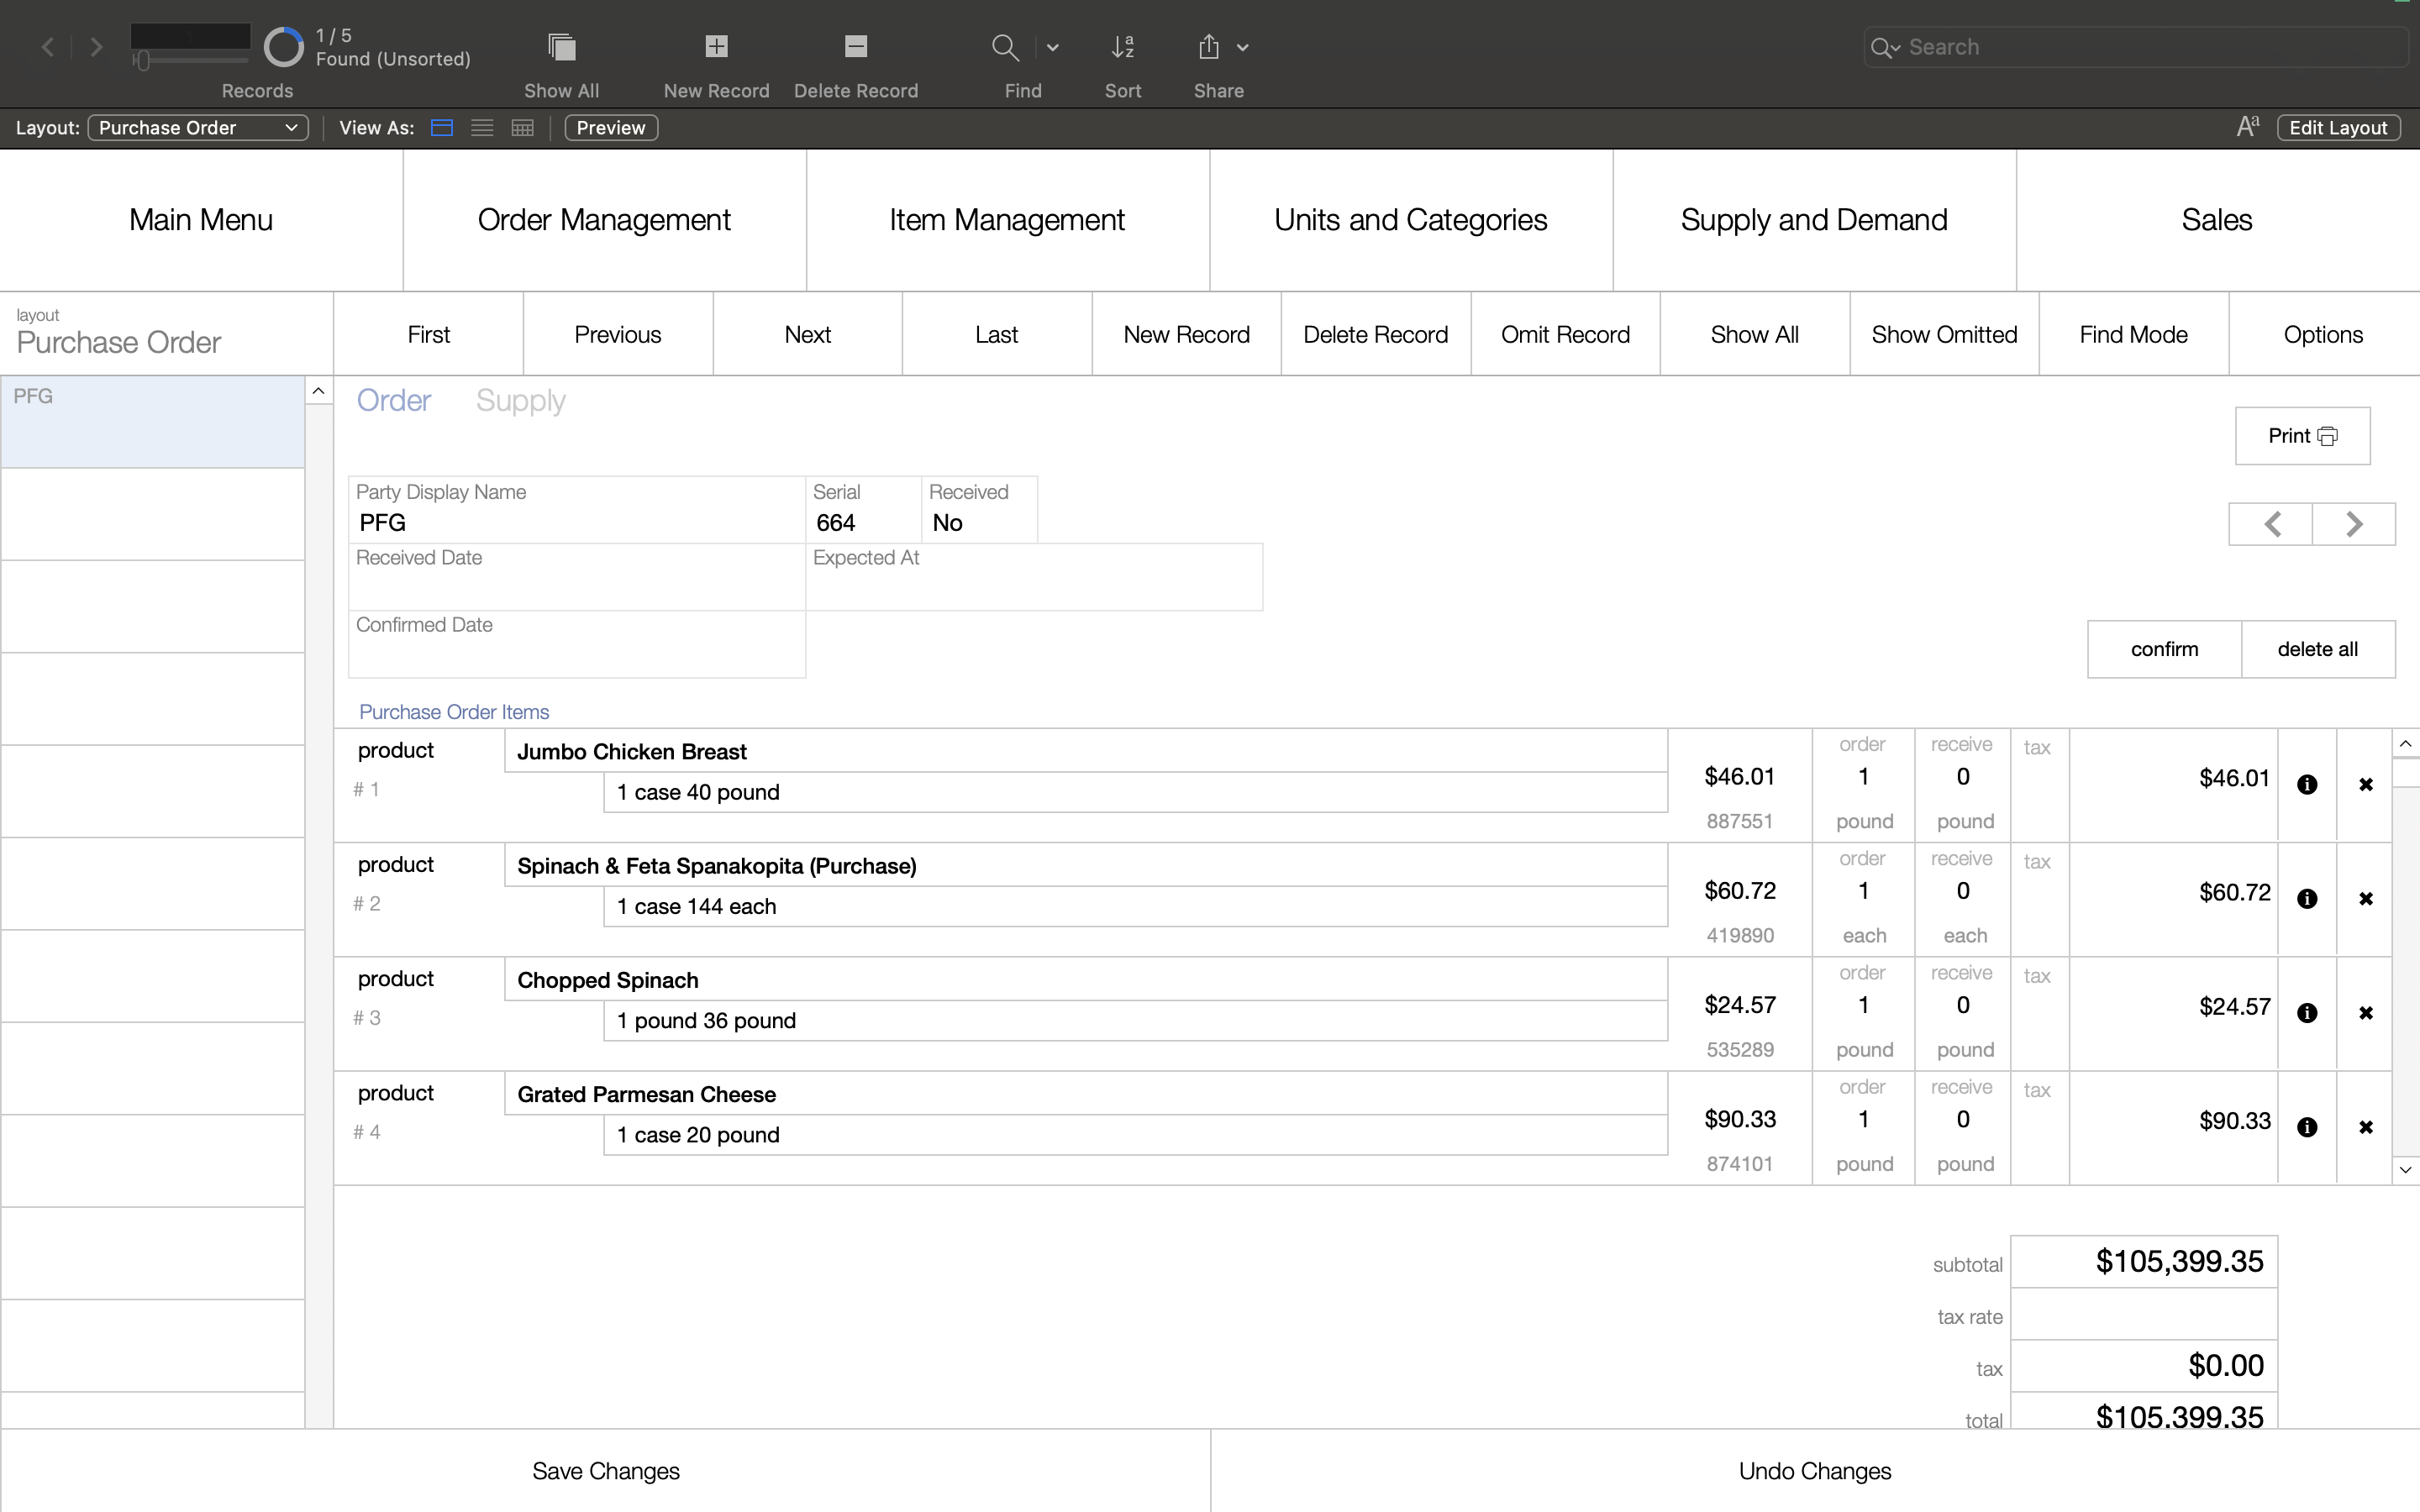 1 / 5
Found (Unsorted)
Records
Show All
New Record
Delete Record
Find
Sort
Share
Search
Layout: Purchase Order
View As:
Preview
Edit Layout
Main Menu
Order Management
Item Management
Units and Categories
Supply and Demand
Sales
layout
Purchase Order
First
Previous
Next
Last
New Record
Delete Record
Omit Record
Show All
Show Omitted
Find Mode
Options
PFG
Order
Supply
Print
Party Display Name
PFG
Serial
664
Received
No
Received Date
Expected At
Confirmed Date
confirm
delete all
Purchase Order Items
product
# 1
Jumbo Chicken Breast
1 case 40 pound
$46.01
887551
order
1
pound
receive
0
pound
tax
$46.01
product
# 2
Spinach & Feta Spanakopita (Purchase)
1 case 144 each
$60.72
419890
order
1
each
receive
0
each
tax
$60.72
product
# 3
Chopped Spinach
1 pound 36 pound
$24.57
535289
order
1
pound
receive
0
pound
tax
$24.57
product
# 4
Grated Parmesan Cheese
1 case 20 pound
$90.33
874101
order
1
pound
receive
0
pound
tax
$90.33
subtotal
$105,399.35
tax rate
tax
$0.00
total
$105,399.35
Save Changes
Undo Changes